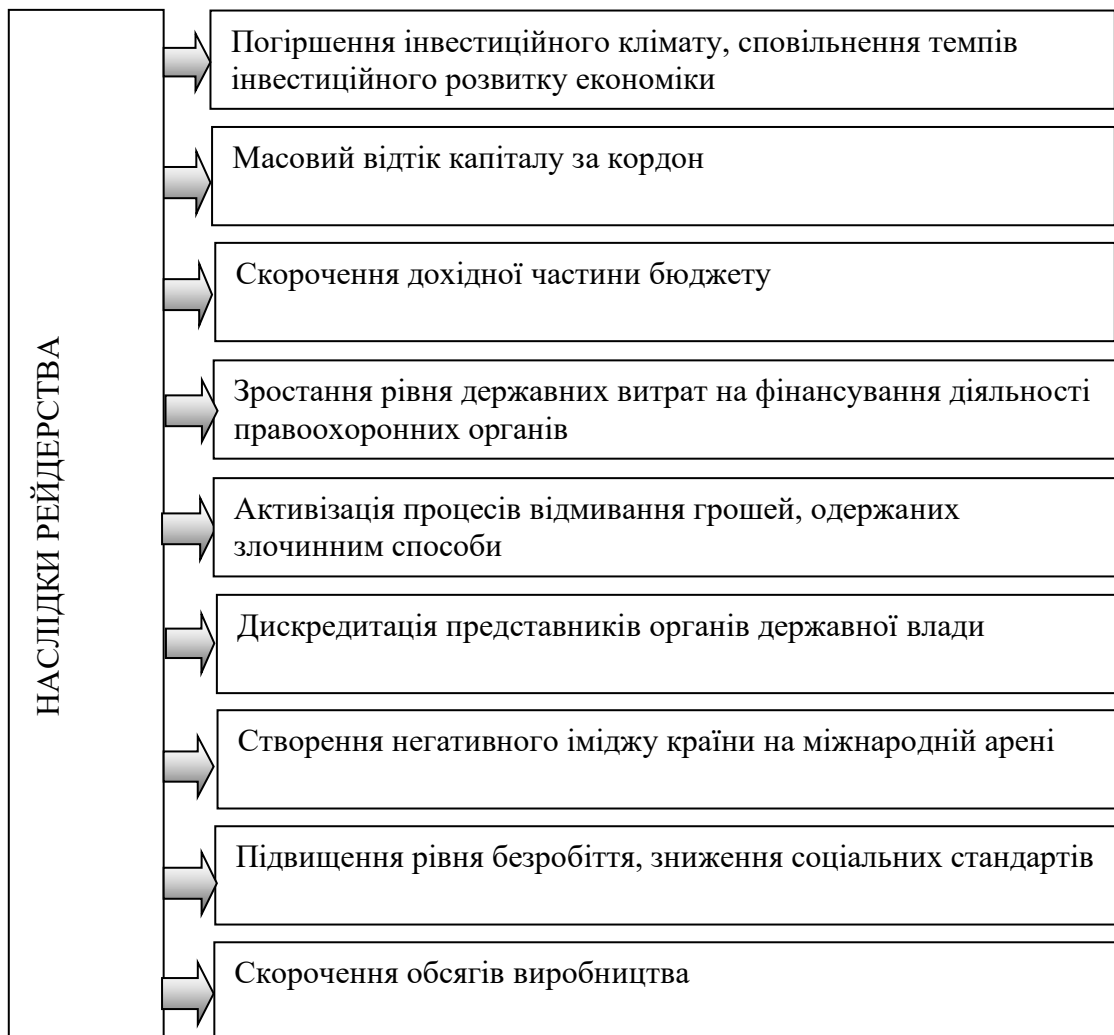 НАСЛІДКИ РЕЙДЕРСТВА
Погіршення інвестиційного клімату, сповільнення темпів
інвестиційного розвитку економіки
Масовий відтік капіталу за кордон
Скорочення дохідної частини бюджету
Зростання рівня державних витрат на фінансування діяльності
правоохоронних органів
Активізація процесів відмивання грошей, одержаних
злочинним способи
Дискредитація представників органів державної влади
Створення негативного іміджу країни на міжнародній арені
Підвищення рівня безробіття, зниження соціальних стандартів
Скорочення обсягів виробництва